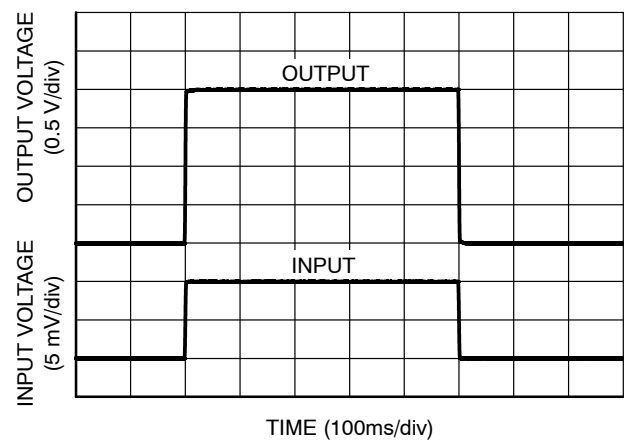 OUTPUT VOLTAGE
(0.5 V/div)
OUTPUT
INPUT VOLTAGE
(5 mV/div)
INPUT
TIME (100ms/div)